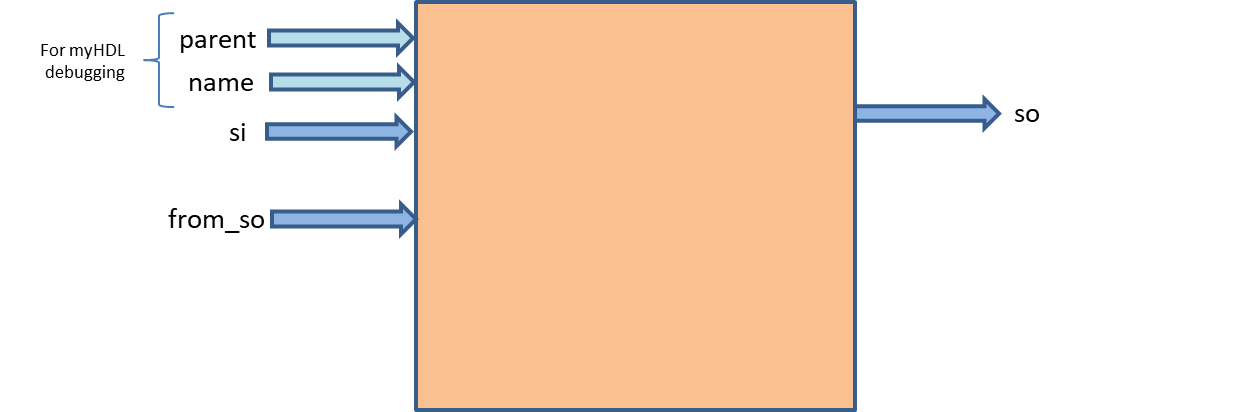 For myHDL
debugging
parent
name
si
from_so
so